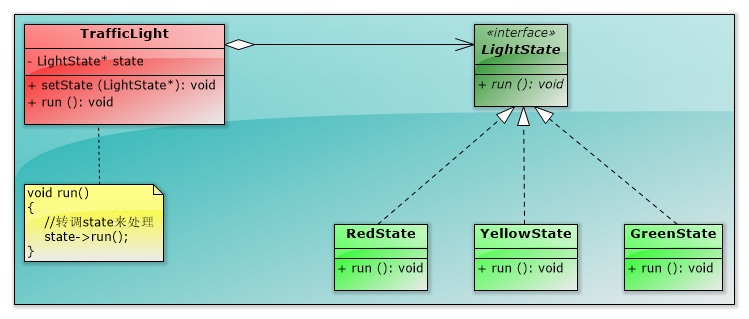 TrafficLight
- LightState* state
+ setState (LightState*): void
+ run (): void
«interface»
LightState
+ run (): void
void run()
{
//转调state来处理
state->run();
}
RedState
+ run (): void
YellowState
+ run (): void
GreenState
+ run (): void